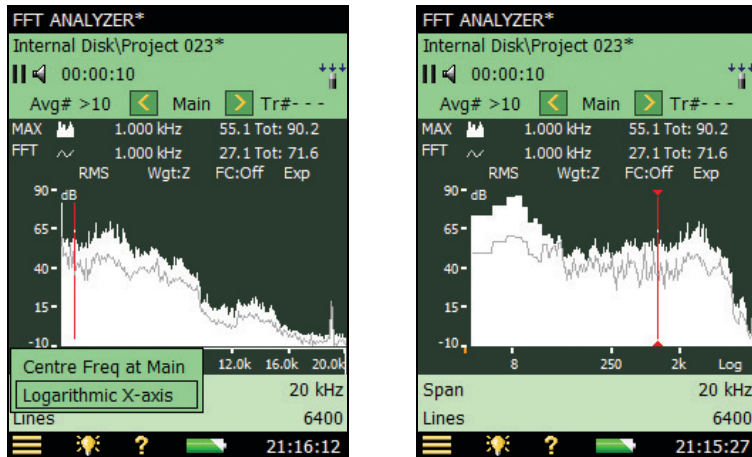 FFT ANALYZER*
Internal Disk\Project 023*
00:00:10
Avg# >10 < Main > Tr#- - -
MAX 1.000 kHz 55.1 Tot: 90.2
FFT 1.000 kHz 27.1 Tot: 71.6
RMS Wgt:Z FC:Off Exp
90
dB
65
40
15
-10
12.0k 16.0k 20.0k
Centre Freq at Main
Logarithmic X-axis
20 kHz
Lines 6400
? 21:16:12
FFT ANALYZER*
Internal Disk\Project 023*
00:00:10
Avg# >10 < Main > Tr#- - -
MAX 1.000 kHz 55.1 Tot: 90.2
FFT 1.000 kHz 27.1 Tot: 71.6
RMS Wgt:Z FC:Off Exp
90
dB
65
40
15
-10
8 250 2k Log
Span 20 kHz
Lines 6400
? 21:15:27